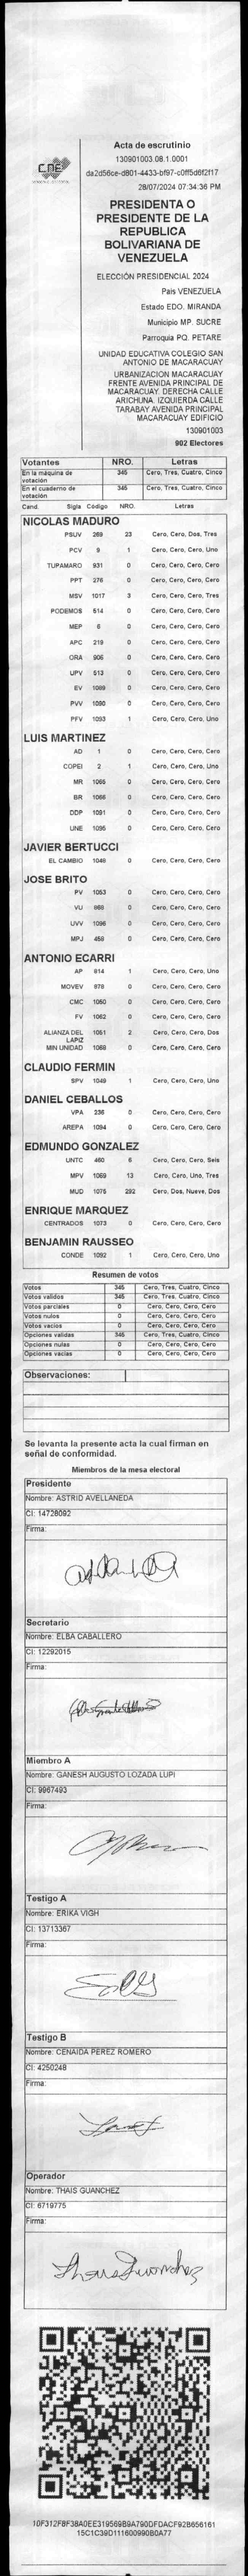 CNE
Acta de escrutinio
130901003.08.1.0001
da2d56ce-d801-4433-bf97-c0ff5d6f2f17
28/07/2024 07:34:36 PM
PRESIDENTA O
PRESIDENTE DE LA
REPUBLICA
BOLIVARIANA DE
VENEZUELA
ELECCIÓN PRESIDENCIAL 2024
País VENEZUELA
Estado EDO. MIRANDA
Municipio MP. SUCRE
Parroquia PQ. PETARE
UNIDAD EDUCATIVA COLEGIO SAN
ANTONIO DE MACARACUAY
URBANIZACION MACARACUAY
FRENTE AVENIDA PRINCIPAL DE
MACARACUAY. DERECHA CALLE
ARICHUNA. IZQUIERDA CALLE
TARABAY AVENIDA PRINCIPAL
MACARACUAY EDIFICIO
130901003
902 Electores
Votantes NRO. Letras
En la máquina de votación 345 Cero, Tres, Cuatro, Cinco
En el cuaderno de votación 345 Cero, Tres, Cuatro, Cinco
Cand. Sigla Código NRO. Letras
NICOLAS MADURO
PSUV 269 23 Cero, Cero, Dos, Tres
PCV 9 1 Cero, Cero, Cero, Uno
TUPAMARO 931 0 Cero, Cero, Cero, Cero
PPT 276 0 Cero, Cero, Cero, Cero
MSV 1017 3 Cero, Cero, Cero, Tres
PODEMOS 514 0 Cero, Cero, Cero, Cero
MEP 6 0 Cero, Cero, Cero, Cero
APC 219 0 Cero, Cero, Cero, Cero
ORA 906 0 Cero, Cero, Cero, Cero
UPV 513 0 Cero, Cero, Cero, Cero
EV 1089 0 Cero, Cero, Cero, Cero
PVV 1090 0 Cero, Cero, Cero, Cero
PFV 1093 1 Cero, Cero, Cero, Uno
LUIS MARTINEZ
AD 1 0 Cero, Cero, Cero, Cero
COPEI 2 1 Cero, Cero, Cero, Uno
MR 1065 0 Cero, Cero, Cero, Cero
BR 1066 0 Cero, Cero, Cero, Cero
DDP 1091 0 Cero, Cero, Cero, Cero
UNE 1095 0 Cero, Cero, Cero, Cero
JAVIER BERTUCCI
EL CAMBIO 1048 0 Cero, Cero, Cero, Cero
JOSE BRITO
PV 1053 0 Cero, Cero, Cero, Cero
VU 868 0 Cero, Cero, Cero, Cero
UVV 1096 0 Cero, Cero, Cero, Cero
MPJ 458 0 Cero, Cero, Cero, Cero
ANTONIO ECARRI
AP 814 1 Cero, Cero, Cero, Uno
MOVEV 878 0 Cero, Cero, Cero, Cero
CMC 1050 0 Cero, Cero, Cero, Cero
FV 1062 0 Cero, Cero, Cero, Cero
ALIANZA DEL LAPIZ 1051 2 Cero, Cero, Cero, Dos
MIN UNIDAD 1088 0 Cero, Cero, Cero, Cero
CLAUDIO FERMIN
SPV 1049 1 Cero, Cero, Cero, Uno
DANIEL CEBALLOS
VPA 236 0 Cero, Cero, Cero, Cero
AREPA 1094 0 Cero, Cero, Cero, Cero
EDMUNDO GONZALEZ
UNTC 460 6 Cero, Cero, Cero, Seis
MPV 1069 13 Cero, Cero, Uno, Tres
MUD 1075 292 Cero, Dos, Nueve, Dos
ENRIQUE MARQUEZ
CENTRADOS 1073 0 Cero, Cero, Cero, Cero
BENJAMIN RAUSSEO
CONDE 1092 1 Cero, Cero, Cero, Uno
Resumen de votos
Votos 345 Cero, Tres, Cuatro, Cinco
Votos validos 345 Cero, Tres, Cuatro, Cinco
Votos parciales 0 Cero, Cero, Cero, Cero
Votos nulos 0 Cero, Cero, Cero, Cero
Votos vacios 0 Cero, Cero, Cero, Cero
Opciones validas 345 Cero, Tres, Cuatro, Cinco
Opciones nulas 0 Cero, Cero, Cero, Cero
Opciones vacias 0 Cero, Cero, Cero, Cero
Observaciones:
Se levanta la presente acta la cual firman en
señal de conformidad.
Miembros de la mesa electoral
Presidente
Nombre: ASTRID AVELLANEDA
CI: 14728092
Firma:
Secretario
Nombre: ELBA CABALLERO
CI: 12292015
Firma:
Miembro A
Nombre: GANESH AUGUSTO LOZADA LUPI
CI: 9967493
Firma:
Testigo A
Nombre: ERIKA VIGH
CI: 13713367
Firma:
Testigo B
Nombre: CENAIDA PEREZ ROMERO
CI: 4250248
Firma:
Operador
Nombre: THAIS GUANCHEZ
CI: 6719775
Firma:
Thais Guanchez
10F312F8F38A0EE319569B9A790DFDACF92B656161
15C1C39D111600990B0A77